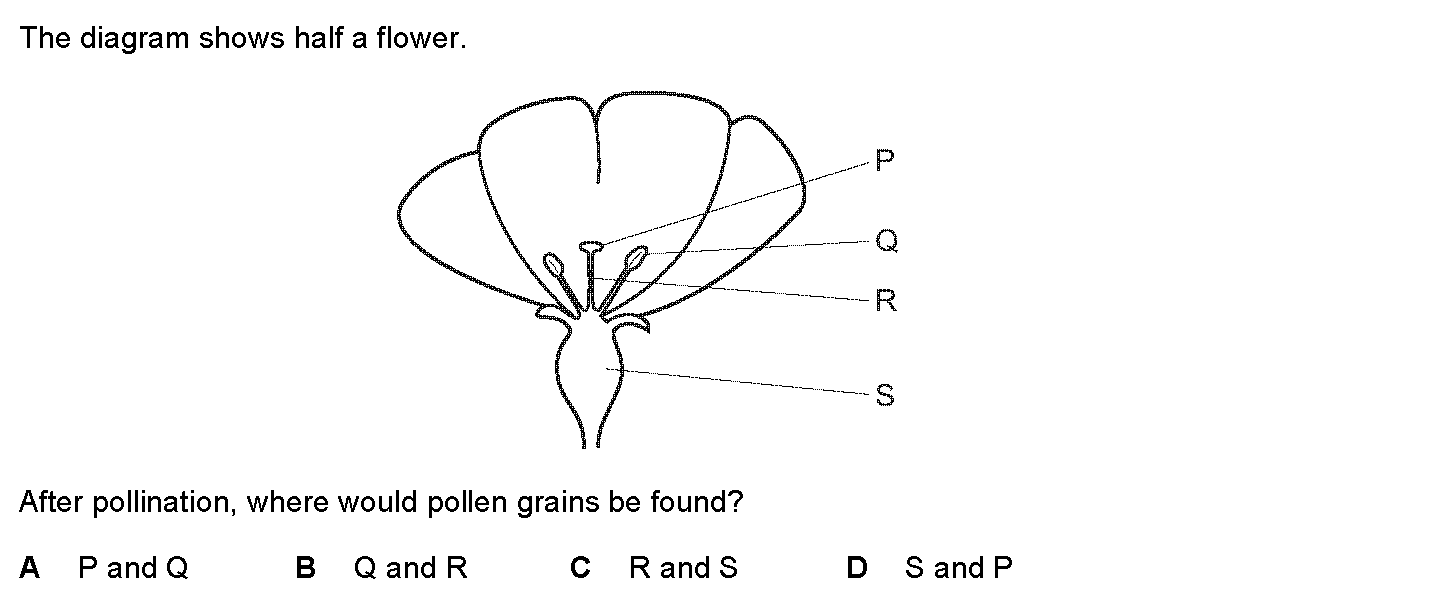 The diagram shows half a flower.
P
Q
R
S
After pollination, where would pollen grains be found?
A P and Q B Q and R C R and S D S and P